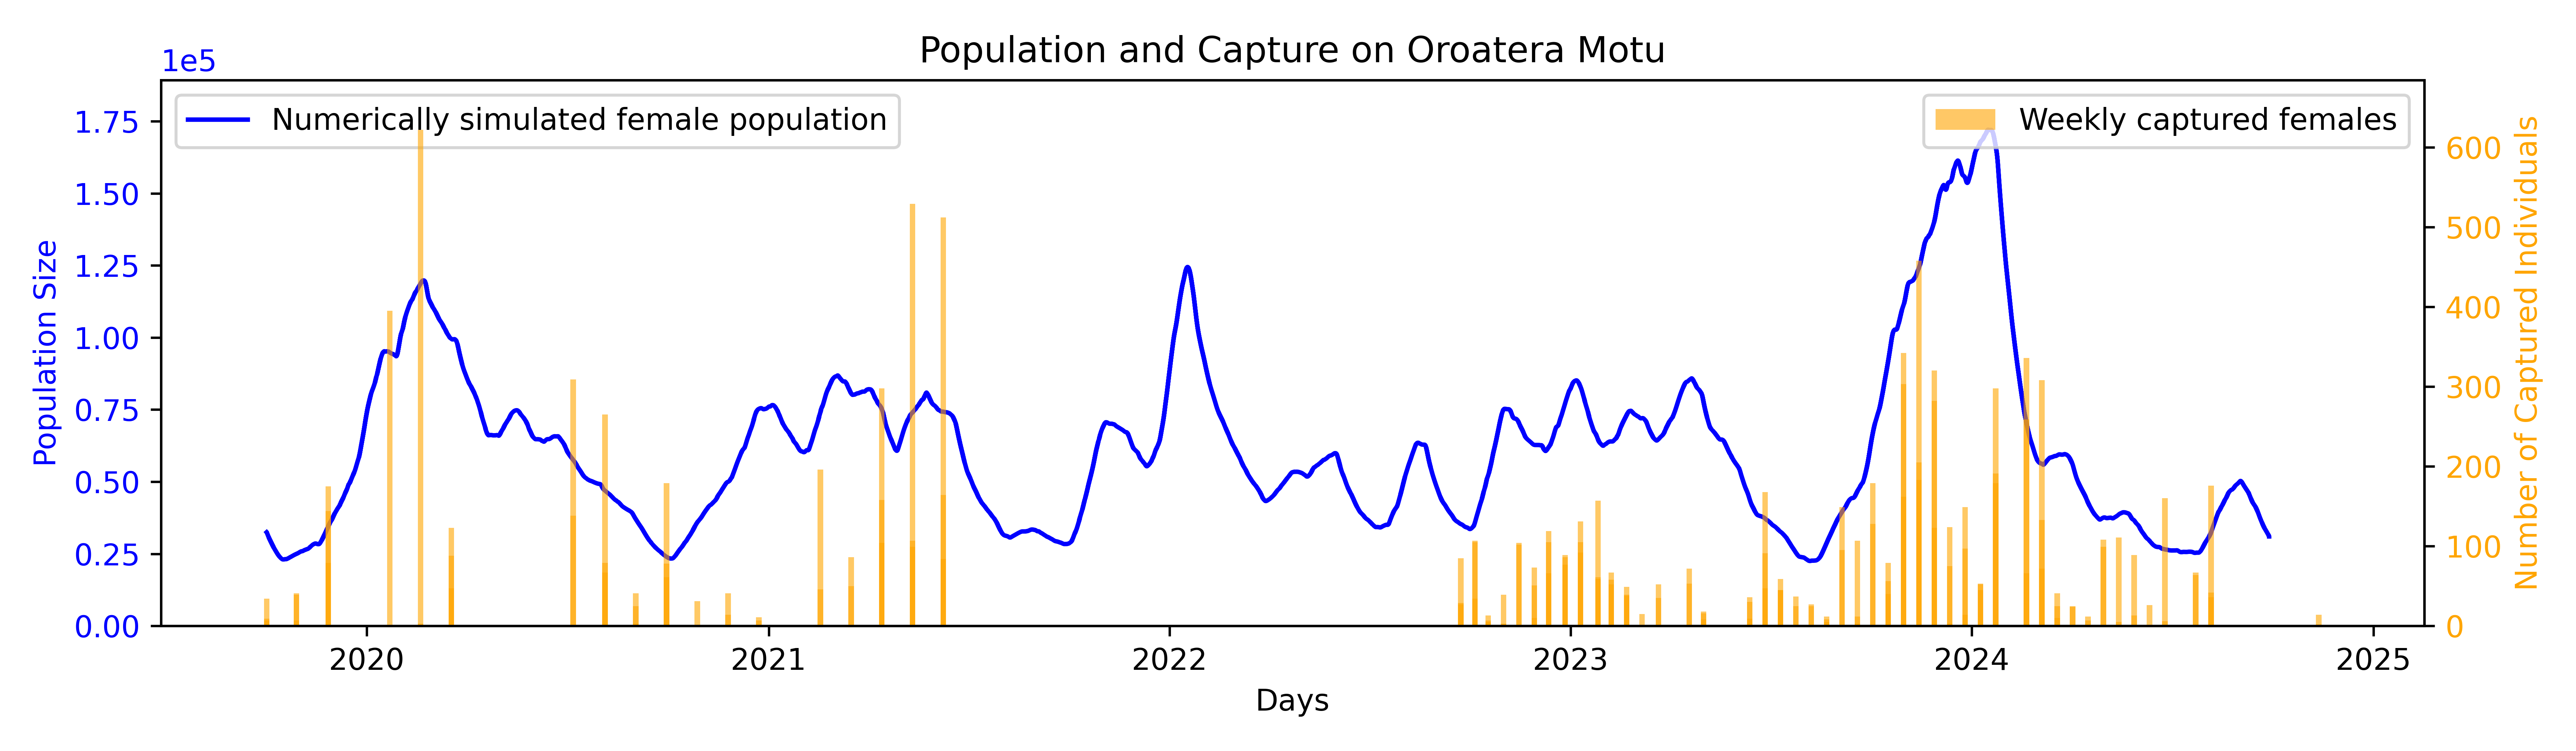 Population and Capture on Oroatera Motu
1e5
Numerically simulated female population
Weekly captured females
1.75
1.50
1.25
1.00
0.75
0.50
0.25
0.00
Population Size
600
500
400
300
200
100
0
Number of Captured Individuals
2020 2021 2022 2023 2024 2025
Days